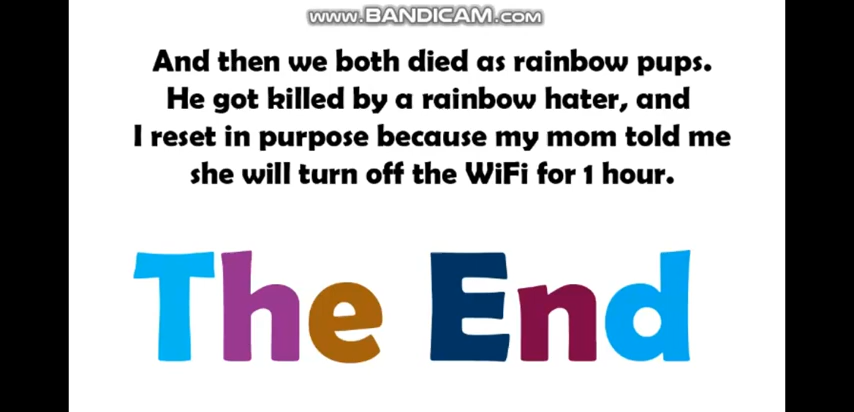 www.BANDICAM.com
And then we both died as rainbow pups.
He got killed by a rainbow hater, and
I reset in purpose because my mom told me
she will turn off the WiFi for 1 hour.
The End